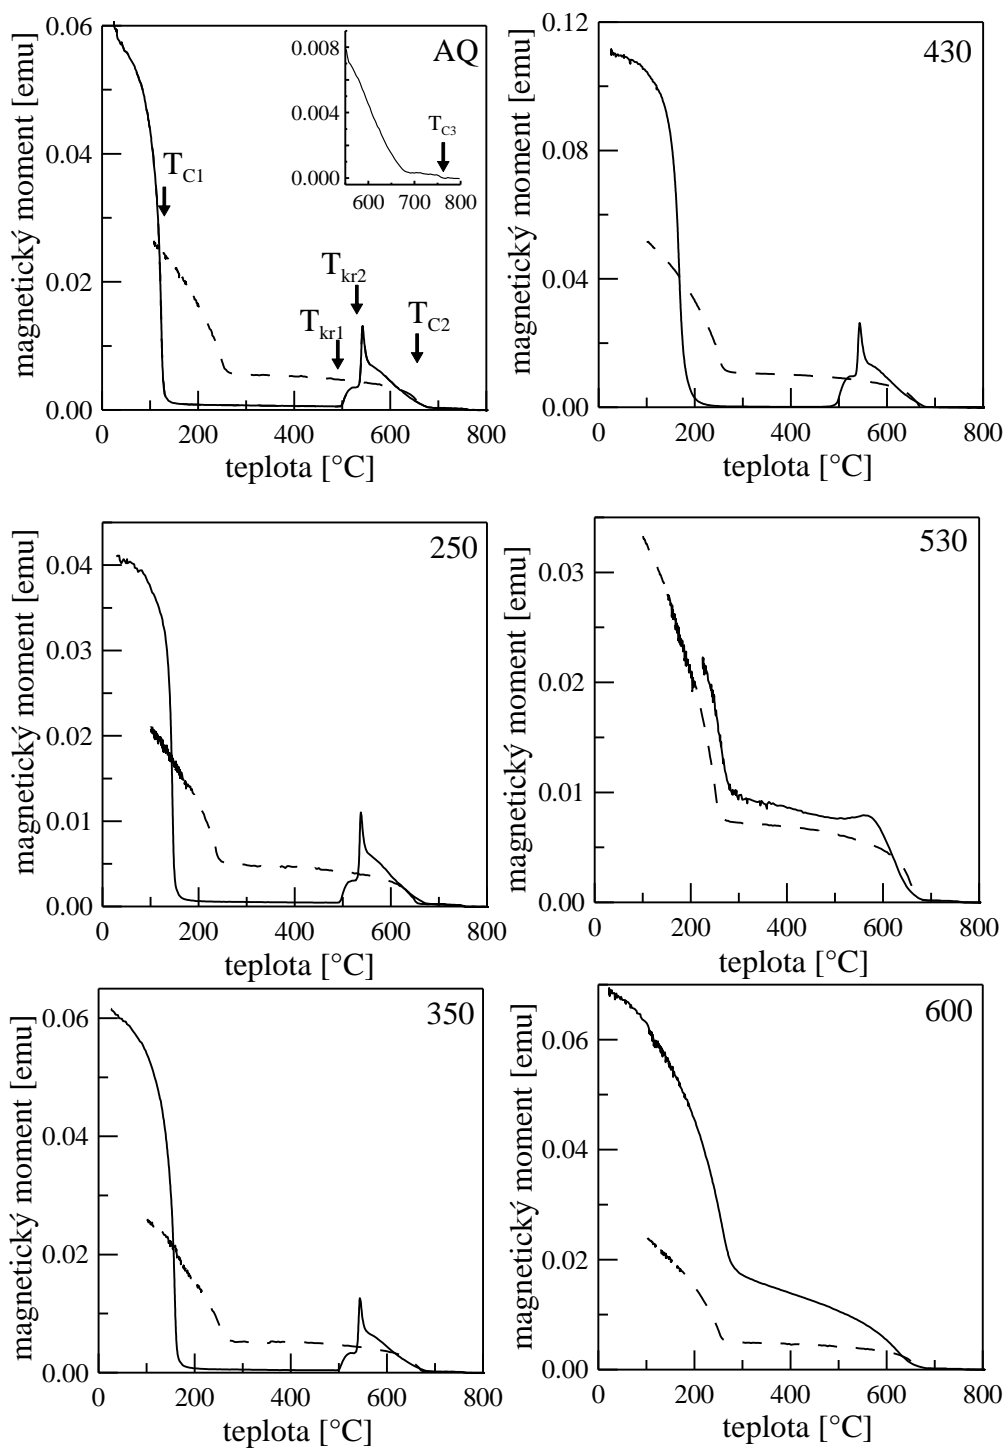 AQ
magnetický moment [emu]
0.06
0.04
0.02
0.00
0 200 400 600 800
teplota [°C]
T_C1
T_kr1
T_kr2
T_C2
0.008
0.004
0.000
600 700 800
T_C3
430
magnetický moment [emu]
0.12
0.08
0.04
0.00
0 200 400 600 800
teplota [°C]
250
magnetický moment [emu]
0.04
0.03
0.02
0.01
0.00
0 200 400 600 800
teplota [°C]
530
magnetický moment [emu]
0.03
0.02
0.01
0.00
0 200 400 600 800
teplota [°C]
350
magnetický moment [emu]
0.06
0.04
0.02
0.00
0 200 400 600 800
teplota [°C]
600
magnetický moment [emu]
0.06
0.04
0.02
0.00
0 200 400 600 800
teplota [°C]